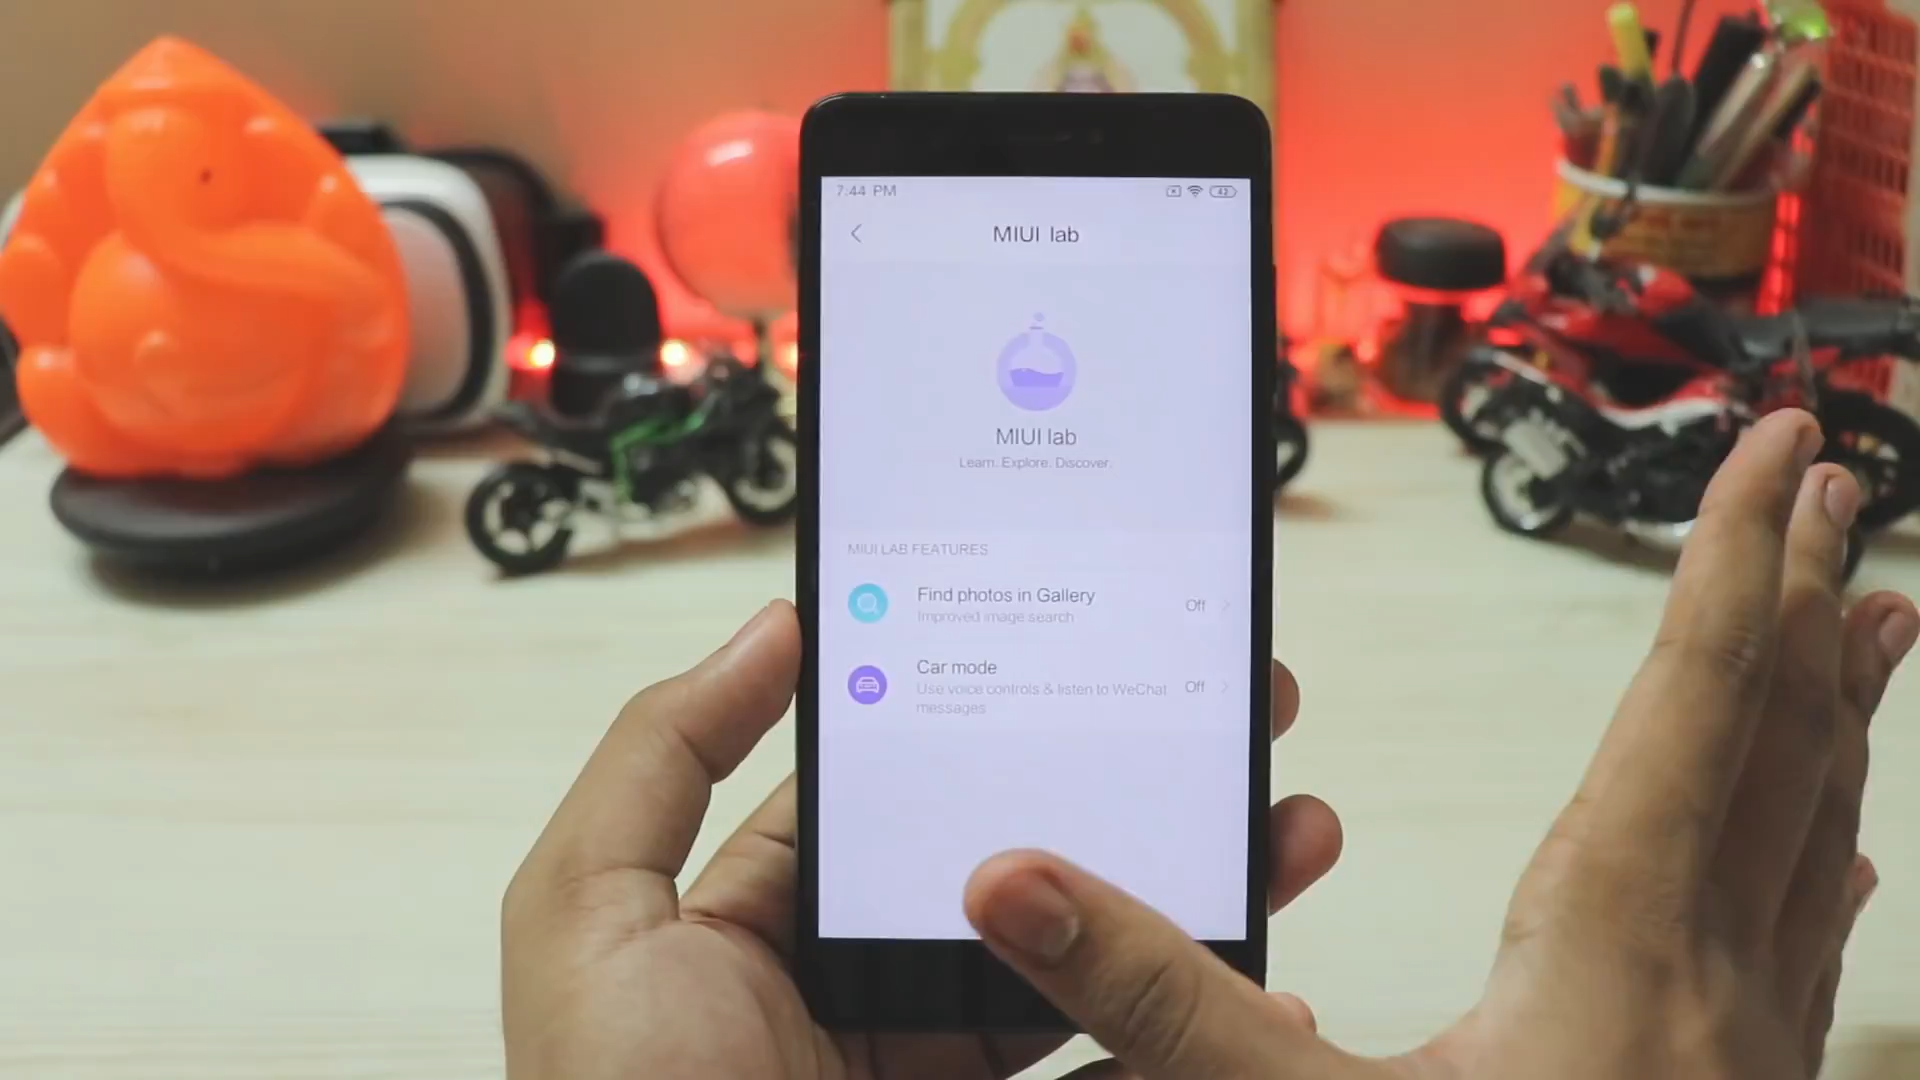 7:44 PM
42
MIUI lab
MIUI lab
Learn. Explore. Discover.
MIUI LAB FEATURES
Find photos in Gallery
Improved image search
Off
Car mode
Use voice controls & listen to WeChat
messages
Off